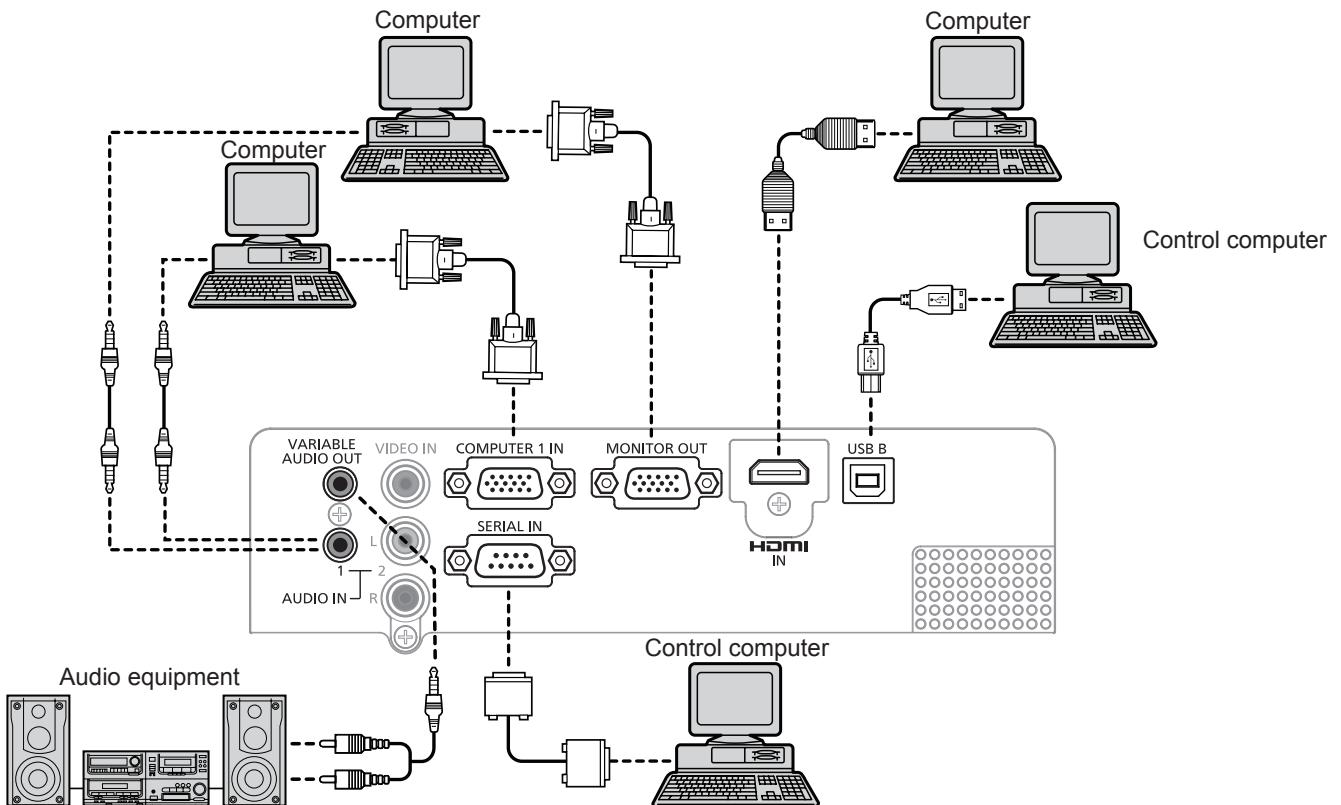 Computer
Computer
Computer
Control computer
VARIABLE
AUDIO OUT
VIDEO IN
COMPUTER 1 IN
MONITOR OUT
USB B
L
SERIAL IN
HDMI
IN
1
2
AUDIO IN
R
Control computer
Audio equipment